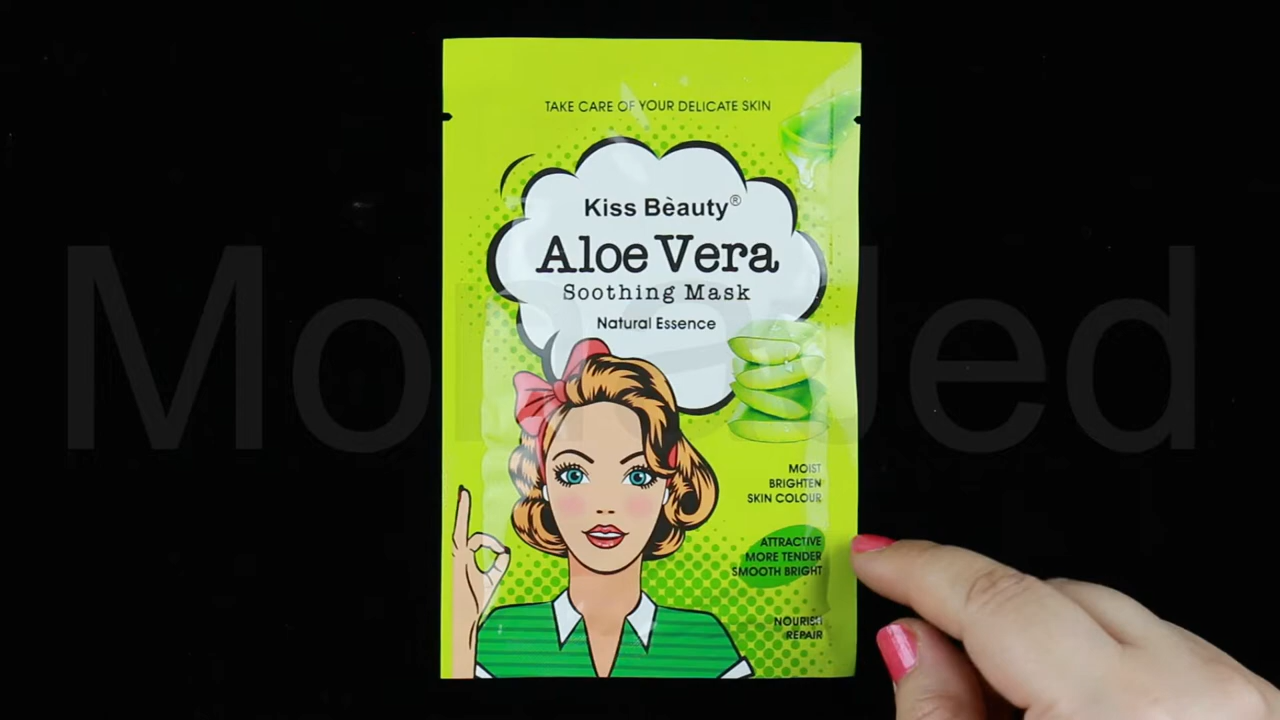 TAKE CARE OF YOUR DELICATE SKIN
Kiss Bèauty®
Aloe Vera
Soothing Mask
Natural Essence
MOIST
BRIGHTEN
SKIN COLOUR
ATTRACTIVE
MORE TENDER
SMOOTH BRIGHT
NOURISH
REPAIR